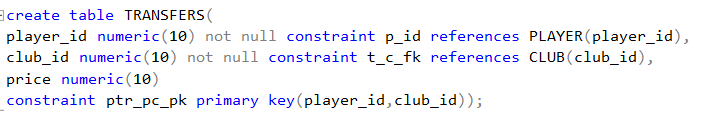 create table TRANSFERS(
player_id numeric(10) not null constraint p_id references PLAYER(player_id),
club_id numeric(10) not null constraint t_c_fk references CLUB(club_id),
price numeric(10)
constraint ptr_pc_pk primary key(player_id,club_id));